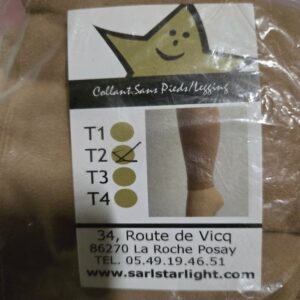 Collant Sans Pieds/Legging
T1
T2
T3
T4
34, Route de Vicq
86270 La Roche Posay
TEL. 05.49.19.46.51
www.sarlstarlight.com